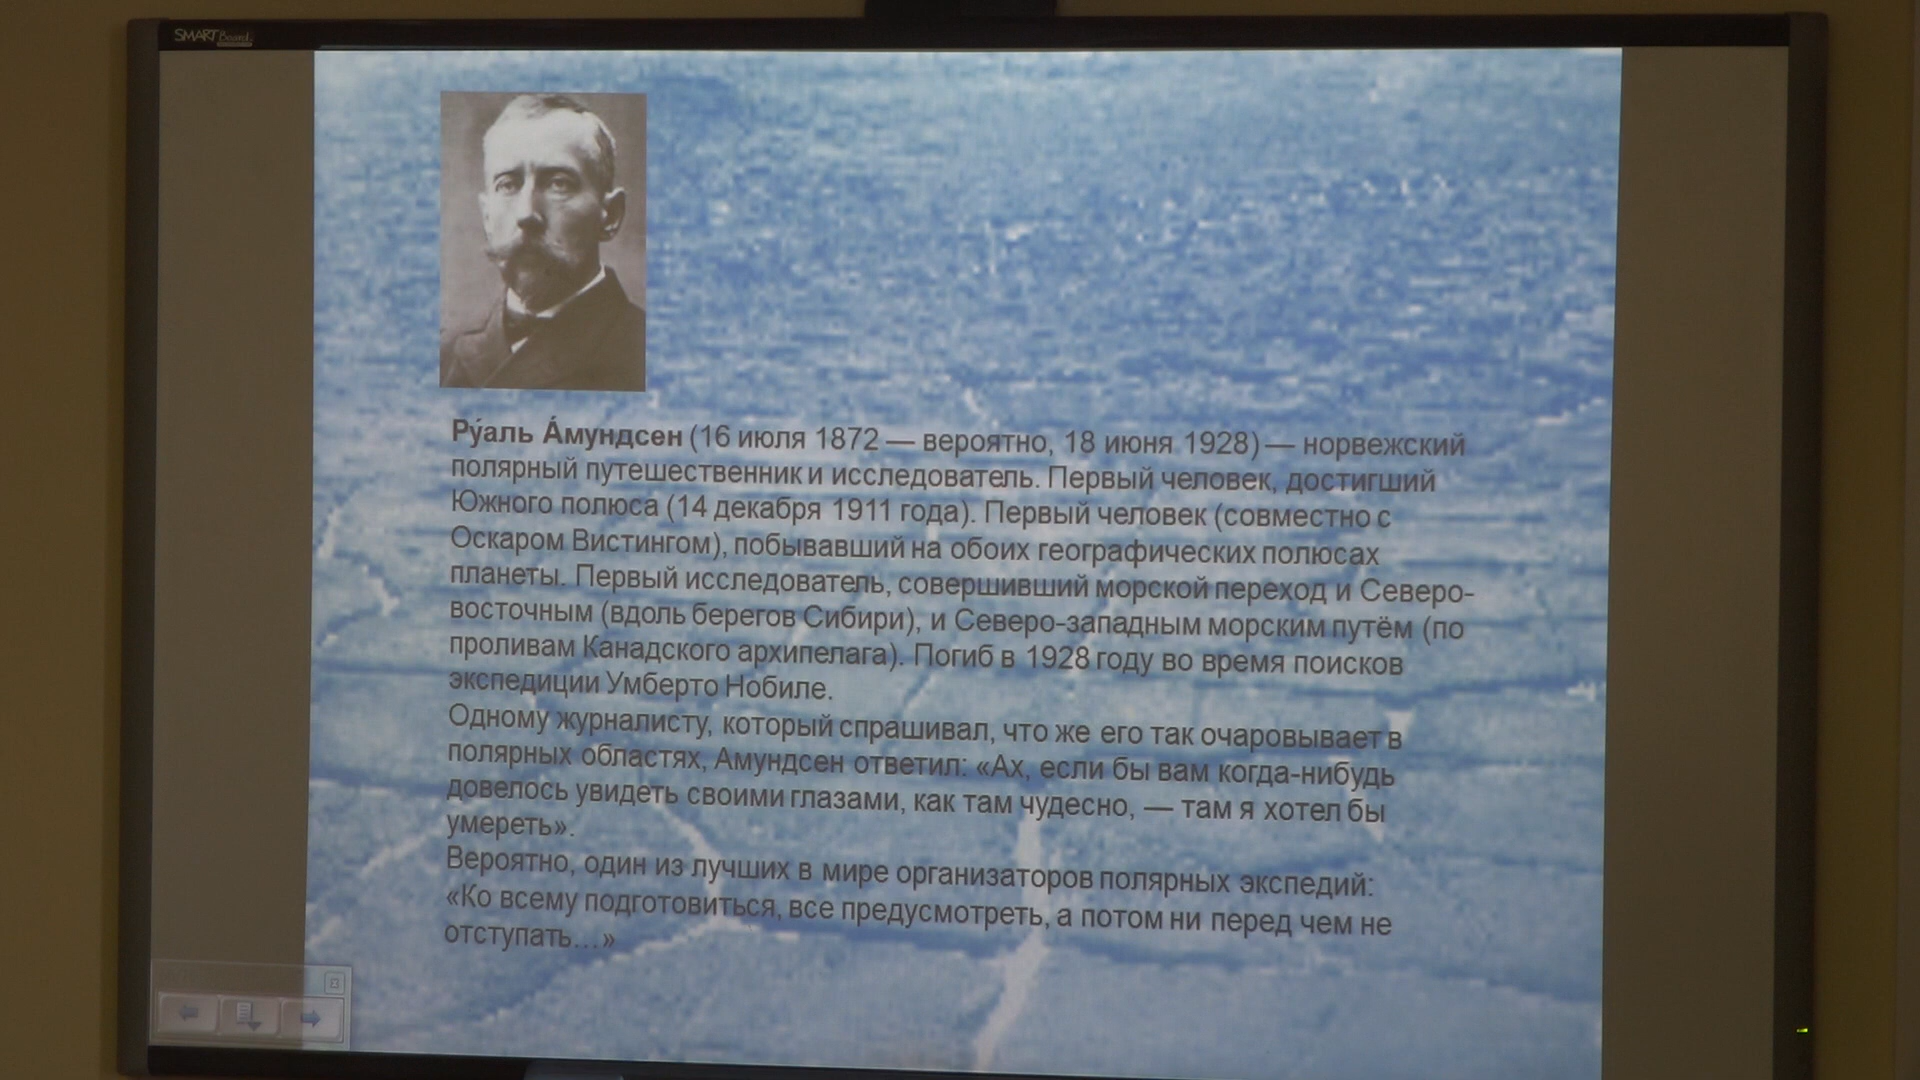 SMART Board
Ру́аль А́мундсен (16 июля 1872 — вероятно, 18 июня 1928) — норвежский
полярный путешественник и исследователь. Первый человек, достигший
Южного полюса (14 декабря 1911 года). Первый человек (совместно с
Оскаром Вистингом), побывавший на обоих географических полюсах
планеты. Первый исследователь, совершивший морской переход и Северо-
восточным (вдоль берегов Сибири), и Северо-западным морским путём (по
проливам Канадского архипелага). Погиб в 1928 году во время поисков
экспедиции Умберто Нобиле.
Одному журналисту, который спрашивал, что же его так очаровывает в
полярных областях, Амундсен ответил: «Ах, если бы вам когда-нибудь
довелось увидеть своими глазами, как там чудесно, — там я хотел бы
умереть».
Вероятно, один из лучших в мире организаторов полярных экспедий:
«Ко всему подготовиться, все предусмотреть, а потом ни перед чем не
отступать…»